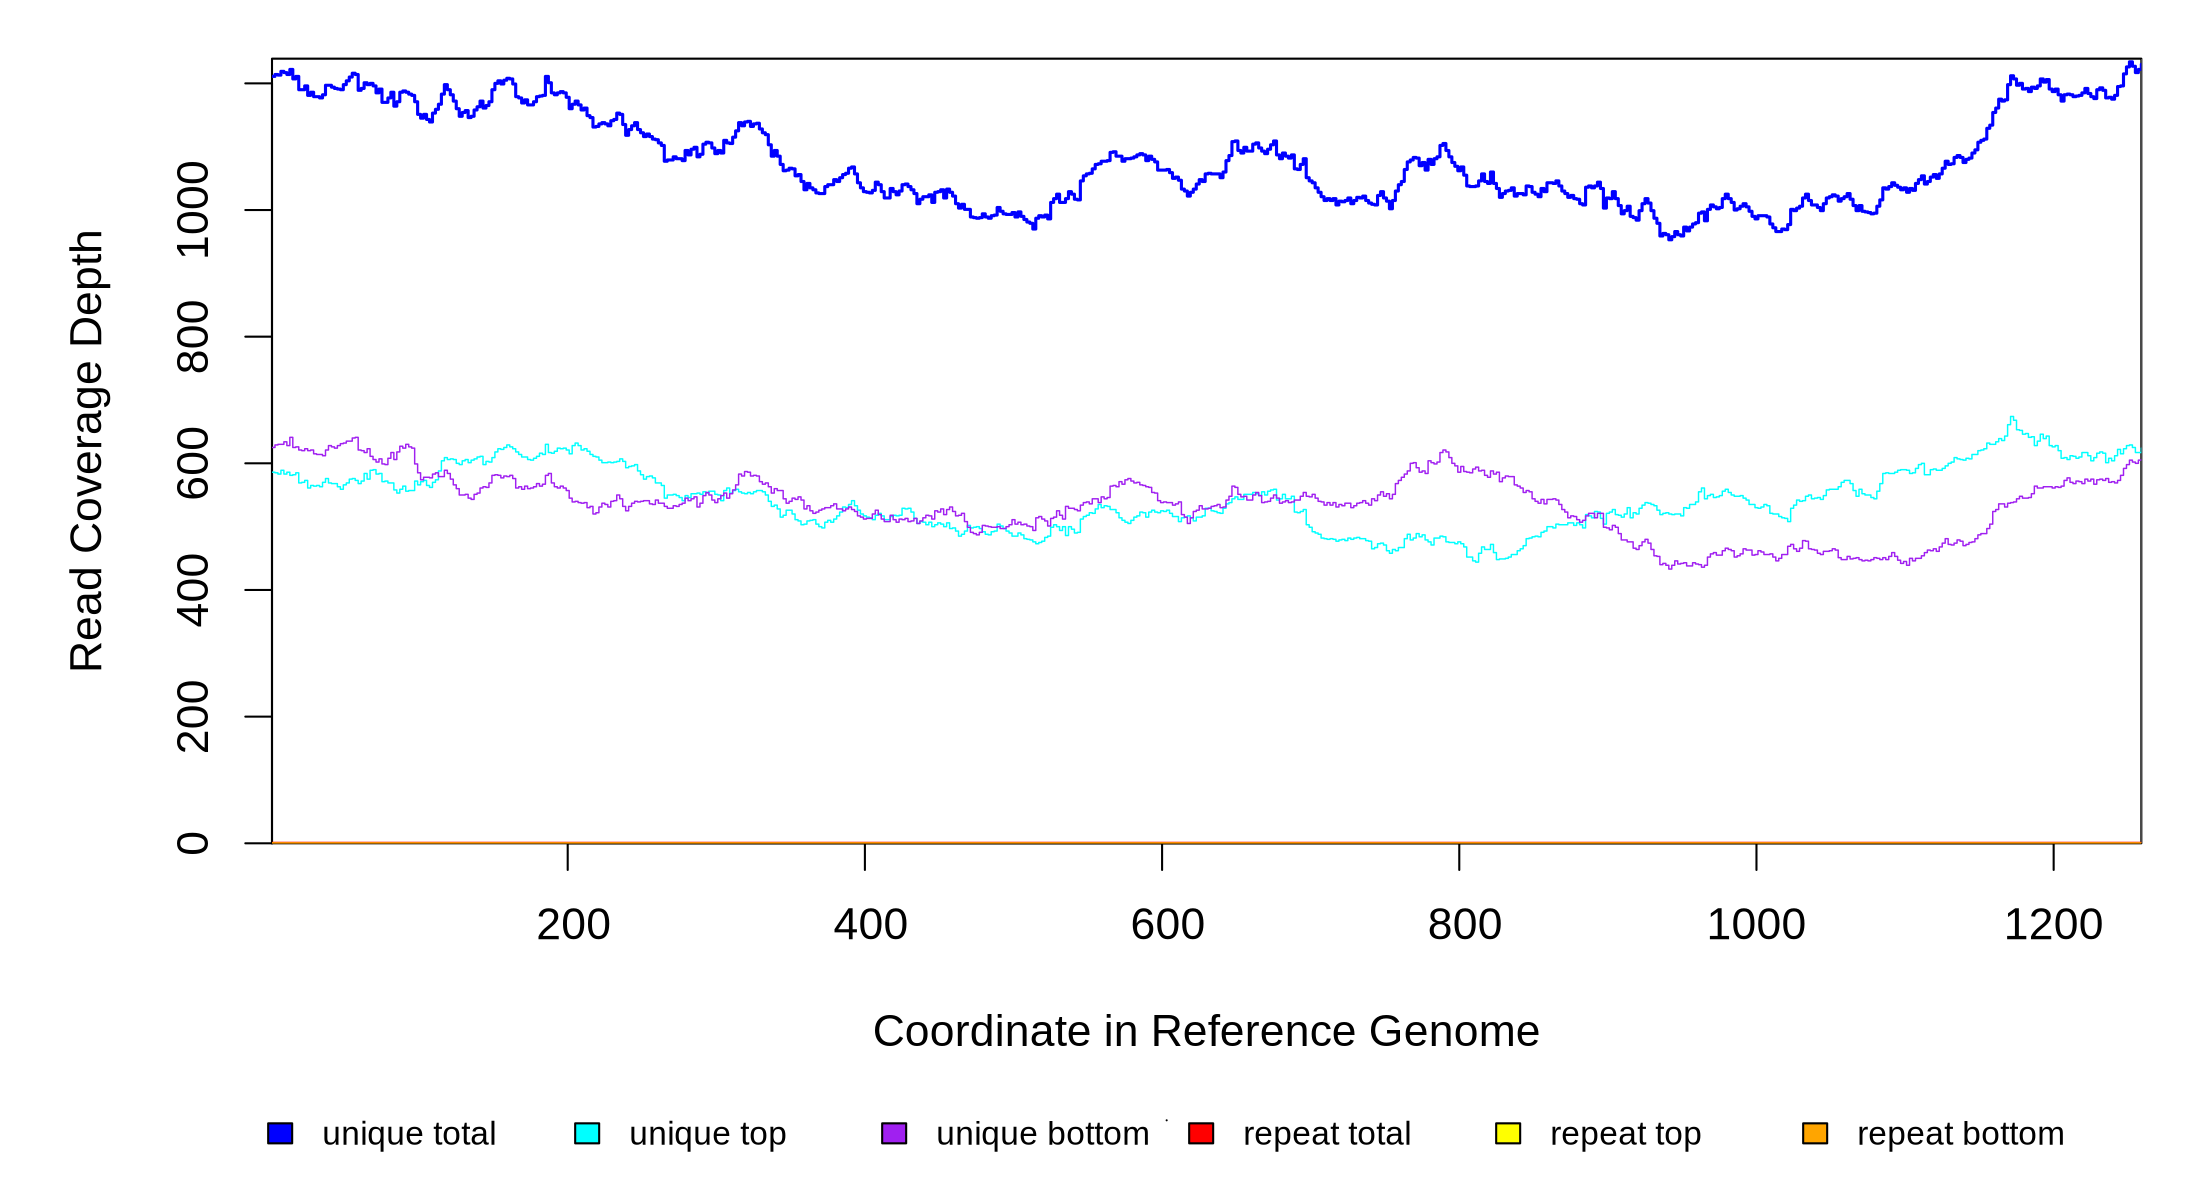 Read Coverage Depth
1000
800
600
400
200
0
200 400 600 800 1000 1200
Coordinate in Reference Genome
unique total unique top unique bottom repeat total repeat top repeat bottom